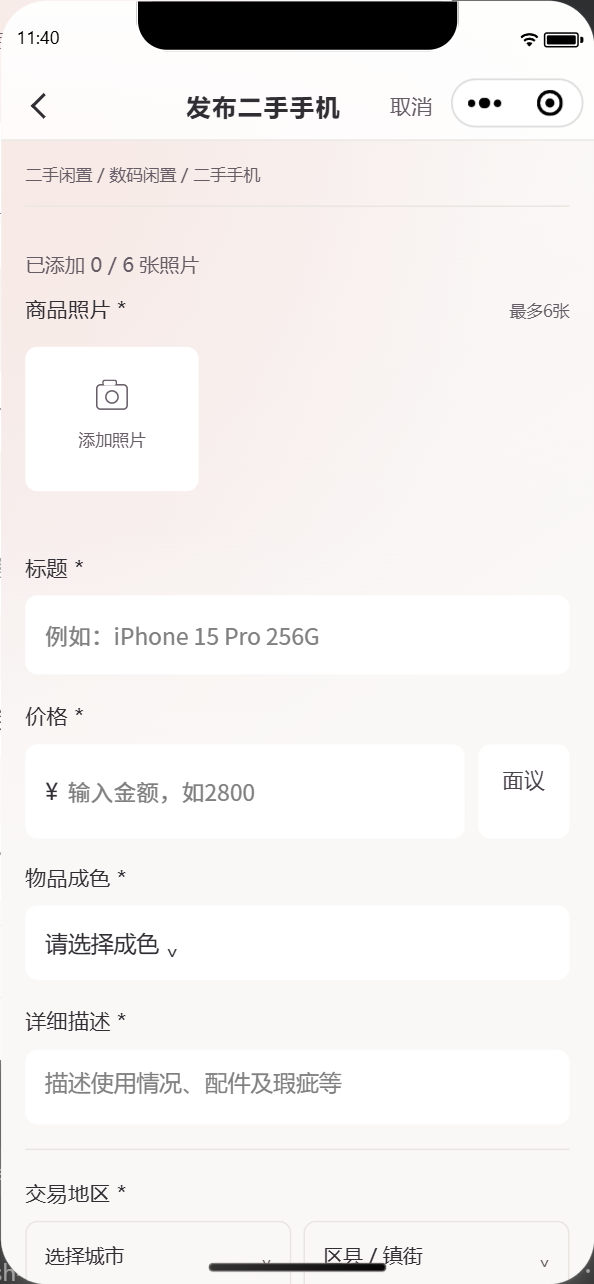 11:40
发布二手手机 取消
二手闲置 / 数码闲置 / 二手手机
已添加 0 / 6 张照片
商品照片 * 最多6张
添加照片
标题 *
例如：iPhone 15 Pro 256G
价格 *
¥ 输入金额，如2800 面议
物品成色 *
请选择成色 v
详细描述 *
描述使用情况、配件及瑕疵等
交易地区 *
选择城市 v 区县 / 镇街 v